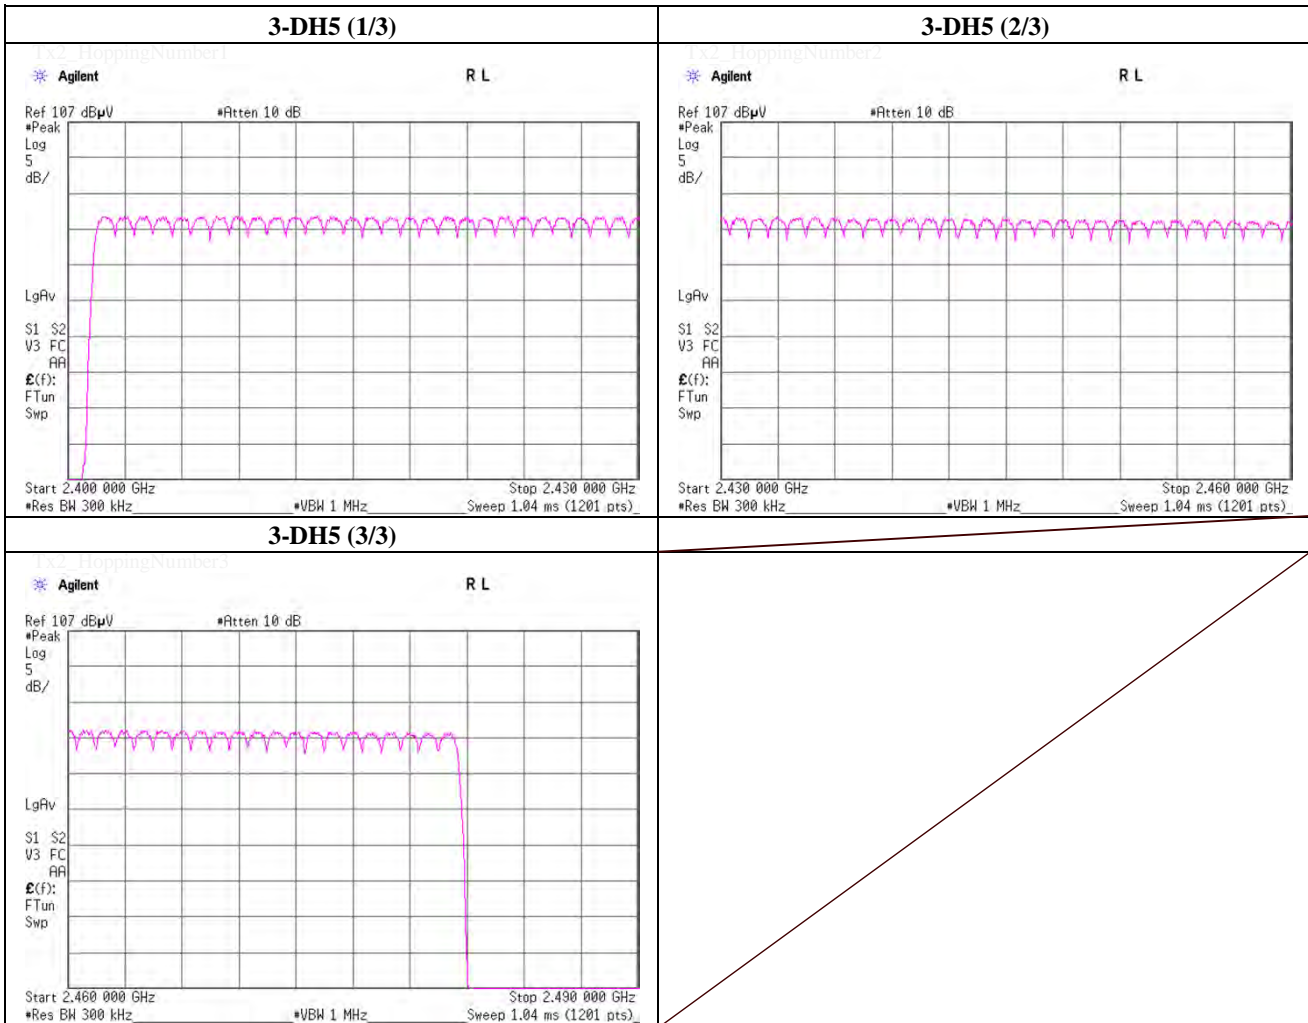 3-DH5 (1/3)
3-DH5 (2/3)
Tx2_HoppingNumber1
Agilent
R L
Ref 107 dBµV
#Atten 10 dB
#Peak
Log
5
dB/
LgAv
S1 S2
V3 FC
AA
£(f):
FTun
Swp
Start 2.400 000 GHz
Stop 2.430 000 GHz
#Res BW 300 kHz
#VBW 1 MHz
Sweep 1.04 ms (1201 pts)
Tx2_HoppingNumber2
Agilent
R L
Ref 107 dBµV
#Atten 10 dB
#Peak
Log
5
dB/
LgAv
S1 S2
V3 FC
AA
£(f):
FTun
Swp
Start 2.430 000 GHz
Stop 2.460 000 GHz
#Res BW 300 kHz
#VBW 1 MHz
Sweep 1.04 ms (1201 pts)
3-DH5 (3/3)
Tx2_HoppingNumber3
Agilent
R L
Ref 107 dBµV
#Atten 10 dB
#Peak
Log
5
dB/
LgAv
S1 S2
V3 FC
AA
£(f):
FTun
Swp
Start 2.460 000 GHz
Stop 2.490 000 GHz
#Res BW 300 kHz
#VBW 1 MHz
Sweep 1.04 ms (1201 pts)